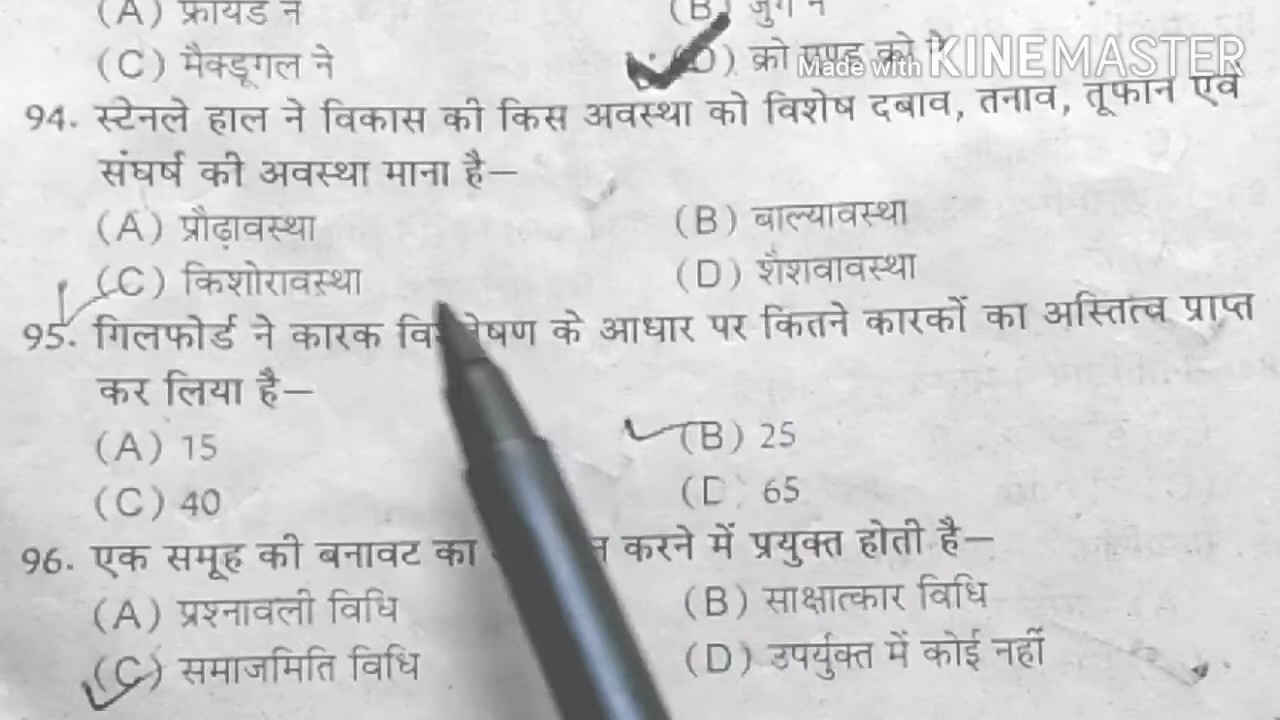 (A) फ्रायड ने (B) जुंग ने
(C) मैक्डूगल ने (D) क्रो एण्ड क्रो ने
Made with KINEMASTER
94. स्टेनले हाल ने विकास की किस अवस्था को विशेष दबाव, तनाव, तूफान एवं
संघर्ष की अवस्था माना है—
(A) प्रौढ़ावस्था (B) बाल्यावस्था
(C) किशोरावस्था (D) शैशवावस्था
95. गिलफोर्ड ने कारक के आधार पर कितने कारकों का अस्तित्व प्राप्त
कर लिया है—
(A) 15 (B) 25
(C) 40 (D) 65
96. एक समूह की बनावट का करने में प्रयुक्त होती है—
(A) प्रश्नावली विधि (B) साक्षात्कार विधि
(C) समाजमिति विधि (D) उपर्युक्त में कोई नहीं